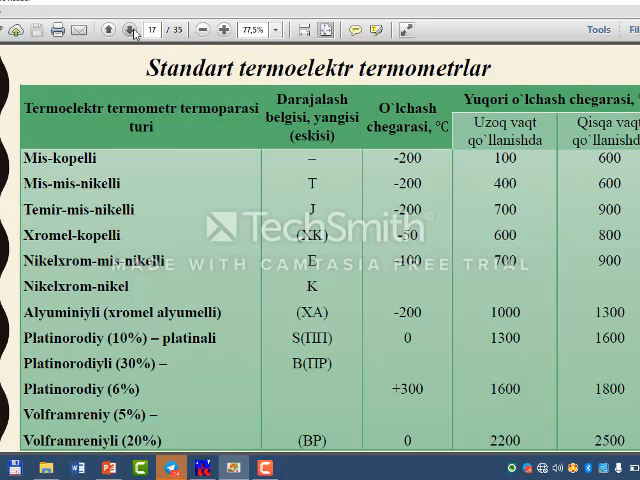 17 / 35
77,5%
Tools
Fill
Standart termoelektr termometrlar
Termoelektr termometr termoparasi turi
Darajalash belgisi, yangisi (eskisi)
O`lchash chegarasi, ℃
Yuqori o`lchash chegarasi,
Uzoq vaqt qo`llanishda
Qisqa vaqt qo`llanishda
Mis-kopelli – -200 100 600
Mis-mis-nikelli T -200 400 600
Temir-mis-nikelli J -200 700 900
Xromel-kopelli (XK) -50 600 800
Nikelxrom-mis-nikelli E -100 700 900
Nikelxrom-nikel K
Alyuminiyli (xromel alyumelli) (XA) -200 1000 1300
Platinorodiy (10%) – platinali S(ПП) 0 1300 1600
Platinorodiyli (30%) – B(ПР)
Platinorodiy (6%) +300 1600 1800
Volframreniy (5%) –
Volframreniyli (20%) (ВР) 0 2200 2500
TechSmith
MADE WITH CAMTASIA FREE TRIAL